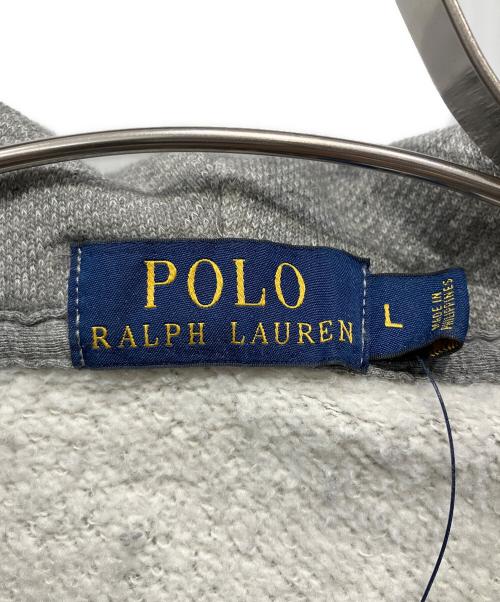 POLO
RALPH LAUREN
L
MADE IN
PHILIPPINES